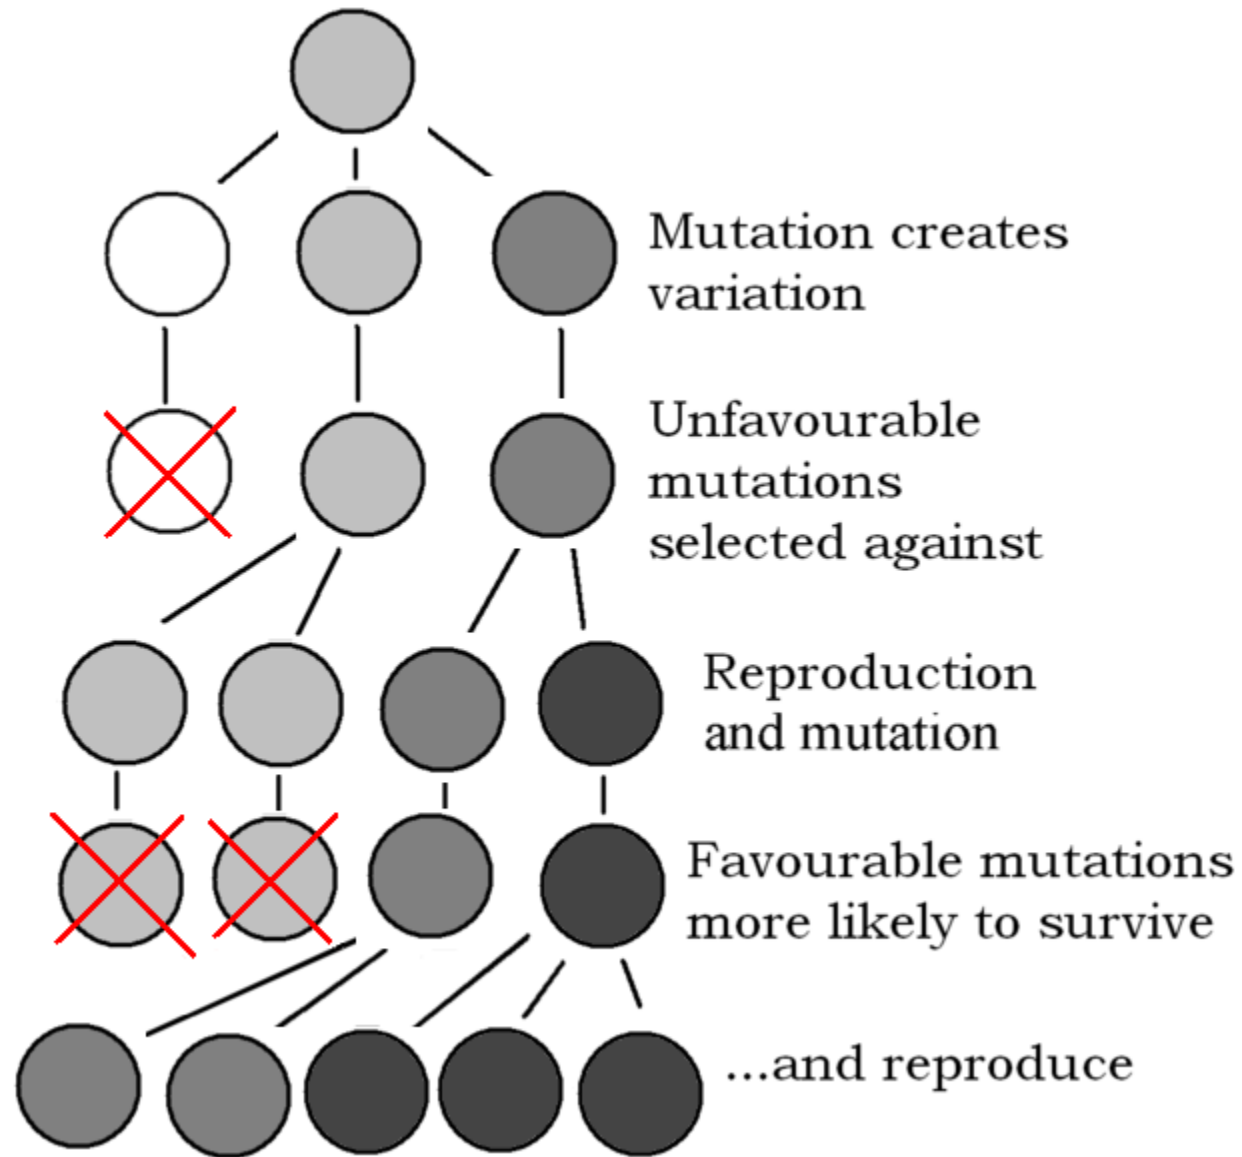 Mutation creates
variation
Unfavourable
mutations
selected against
Reproduction
and mutation
Favourable mutations
more likely to survive
...and reproduce